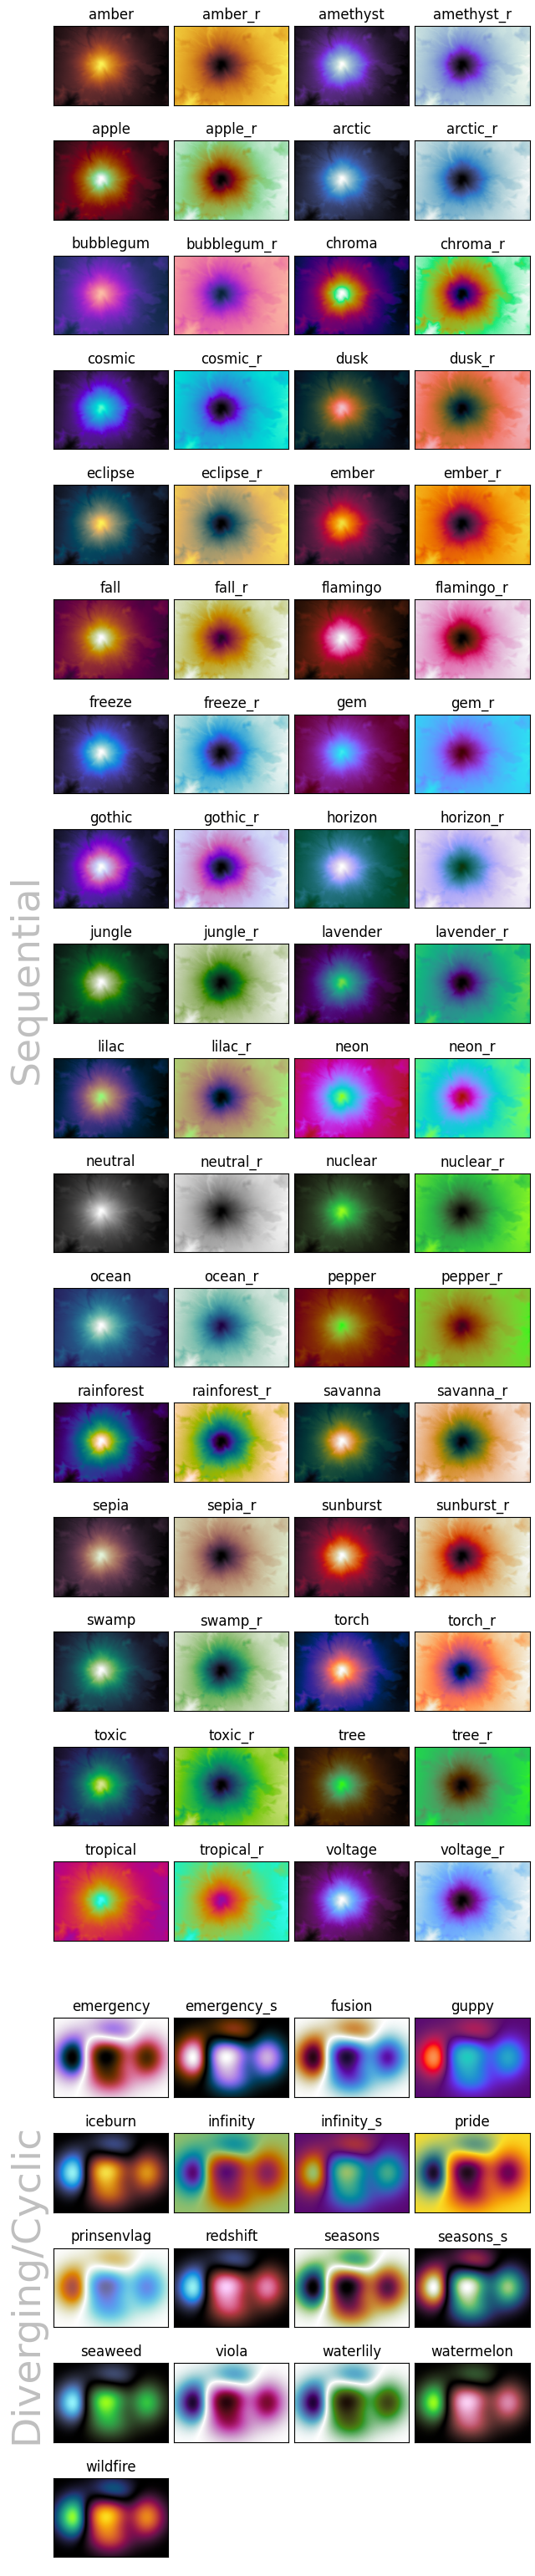 amber amber_r amethyst amethyst_r
apple apple_r arctic arctic_r
bubblegum bubblegum_r chroma chroma_r
cosmic cosmic_r dusk dusk_r
eclipse eclipse_r ember ember_r
fall fall_r flamingo flamingo_r
freeze freeze_r gem gem_r
gothic gothic_r horizon horizon_r
Sequential
jungle jungle_r lavender lavender_r
lilac lilac_r neon neon_r
neutral neutral_r nuclear nuclear_r
ocean ocean_r pepper pepper_r
rainforest rainforest_r savanna savanna_r
sepia sepia_r sunburst sunburst_r
swamp swamp_r torch torch_r
toxic toxic_r tree tree_r
tropical tropical_r voltage voltage_r
emergency emergency_s fusion guppy
iceburn infinity infinity_s pride
Diverging/Cyclic
prinsenvlag redshift seasons seasons_s
seaweed viola waterlily watermelon
wildfire